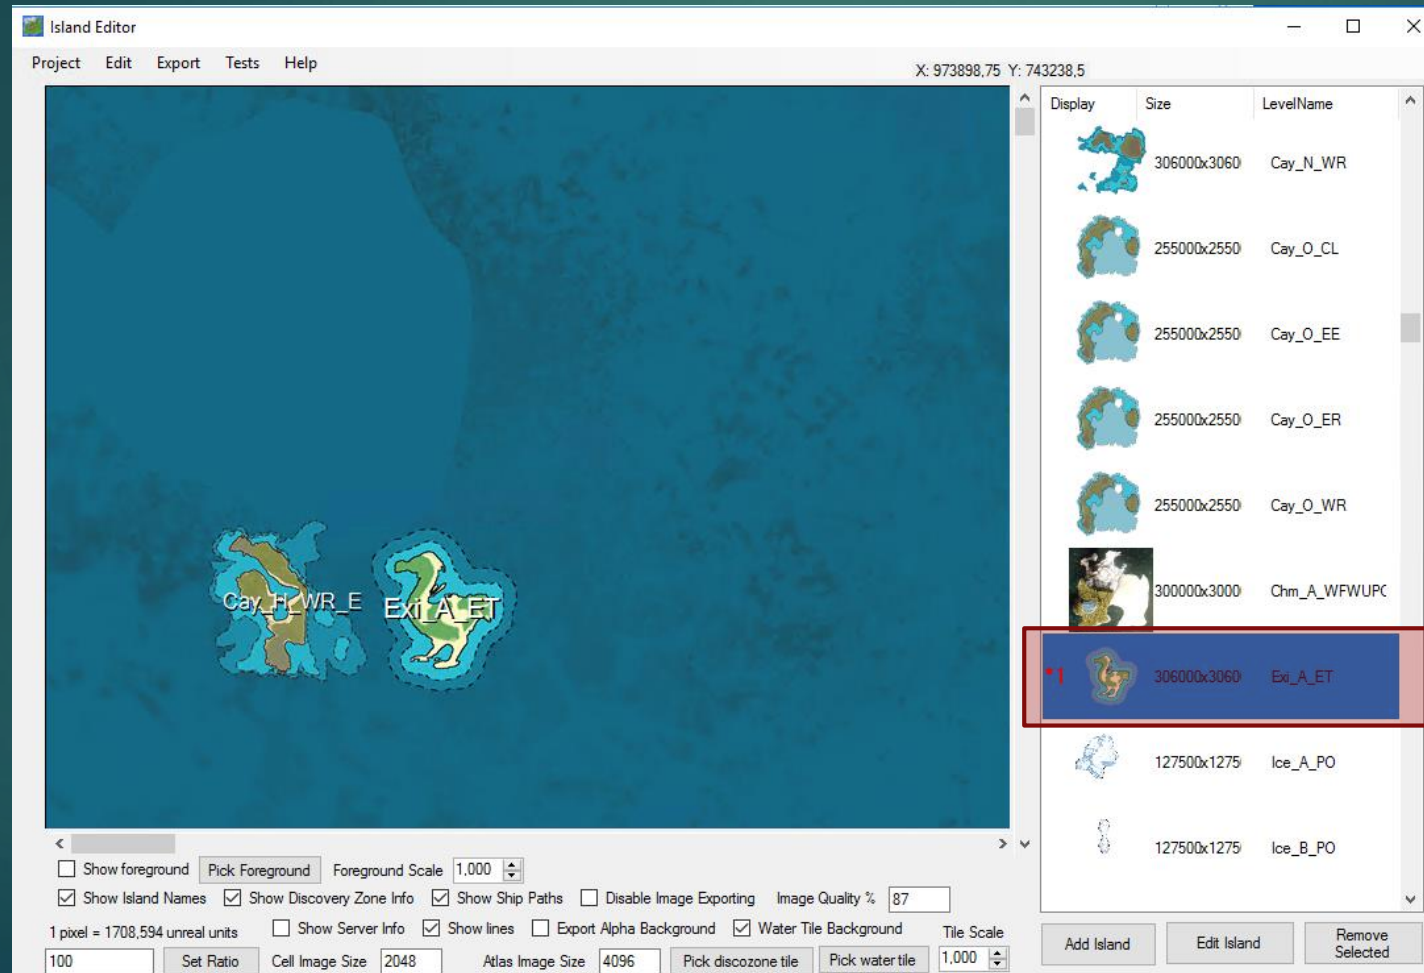 Island Editor
Project Edit Export Tests Help
X: 973898,75 Y: 743238,5
Display Size LevelName
306000x3060 Cay_N_WR
255000x2550 Cay_O_CL
255000x2550 Cay_O_EE
255000x2550 Cay_O_ER
255000x2550 Cay_O_WR
300000x3000 Chm_A_WFWUPC
*1 306000x3060 Exi_A_ET
127500x1275 Ice_A_PO
127500x1275 Ice_B_PO
Cay_H_WR_E Exi_A_ET
Show foreground Pick Foreground Foreground Scale 1,000
Show Island Names Show Discovery Zone Info Show Ship Paths Disable Image Exporting Image Quality % 87
1 pixel = 1708,594 unreal units Show Server Info Show lines Export Alpha Background Water Tile Background Tile Scale
100 Set Ratio Cell Image Size 2048 Atlas Image Size 4096 Pick discozone tile Pick water tile 1,000
Add Island Edit Island Remove Selected